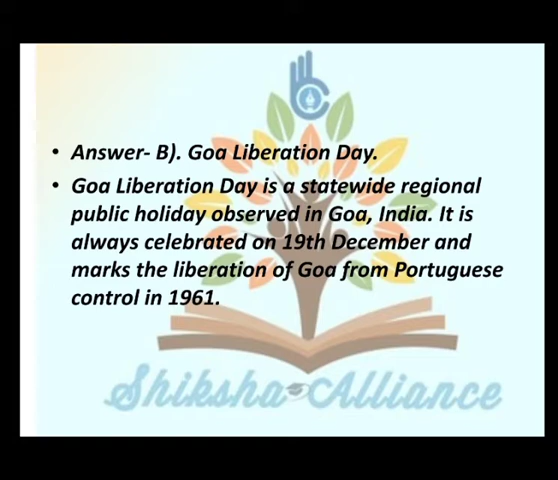 • Answer- B). Goa Liberation Day.
• Goa Liberation Day is a statewide regional
public holiday observed in Goa, India. It is
always celebrated on 19th December and
marks the liberation of Goa from Portuguese
control in 1961.
Shiksha Alliance